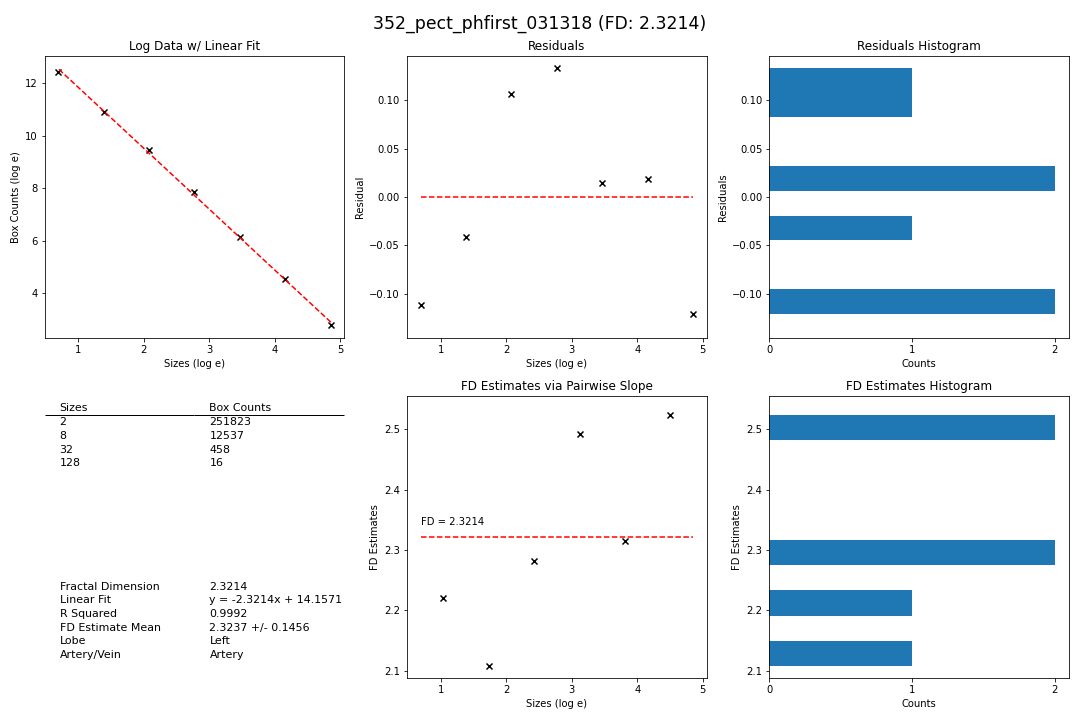 352_pect_phfirst_031318 (FD: 2.3214)
Log Data w/ Linear Fit
Box Counts (log e)
12
10
8
6
4
1 2 3 4 5
Sizes (log e)
Residuals
Residual
0.10
0.05
0.00
−0.05
−0.10
1 2 3 4 5
Sizes (log e)
Residuals Histogram
Residuals
0.10
0.05
0.00
−0.05
−0.10
0 1 2
Counts
Sizes Box Counts
2 251823
8 12537
32 458
128 16
Fractal Dimension 2.3214
Linear Fit y = -2.3214x + 14.1571
R Squared 0.9992
FD Estimate Mean 2.3237 +/- 0.1456
Lobe Left
Artery/Vein Artery
FD Estimates via Pairwise Slope
FD Estimates
2.5
2.4
2.3
2.2
2.1
FD = 2.3214
1 2 3 4 5
Sizes (log e)
FD Estimates Histogram
FD Estimates
2.5
2.4
2.3
2.2
2.1
0 1 2
Counts